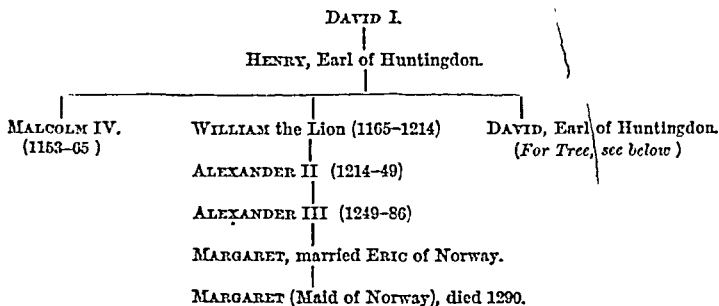 DAVID I.
HENRY, Earl of Huntingdon.
MALCOLM IV. WILLIAM the Lion (1165-1214) DAVID, Earl of Huntingdon.
(1153-65 ) (For Tree, see below )
ALEXANDER II (1214-49)
ALEXANDER III (1249-86)
MARGARET, married ERIC of Norway.
MARGARET (Maid of Norway), died 1290.